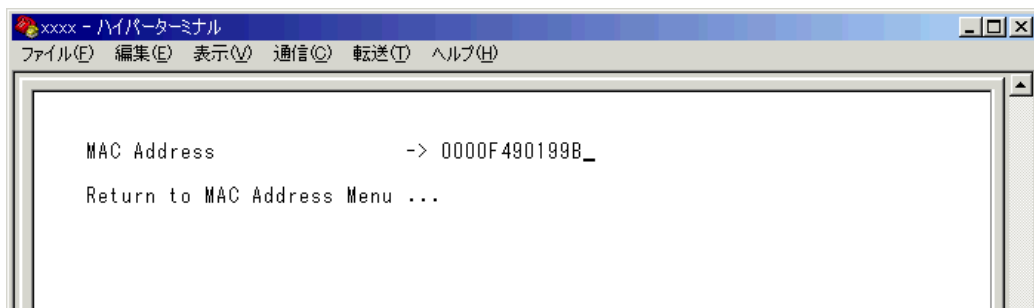 xxxx - ハイパーターミナル
ファイル(F) 編集(E) 表示(V) 通信(C) 転送(T) ヘルプ(H)
MAC Address -> 0000F490199B_
Return to MAC Address Menu ...